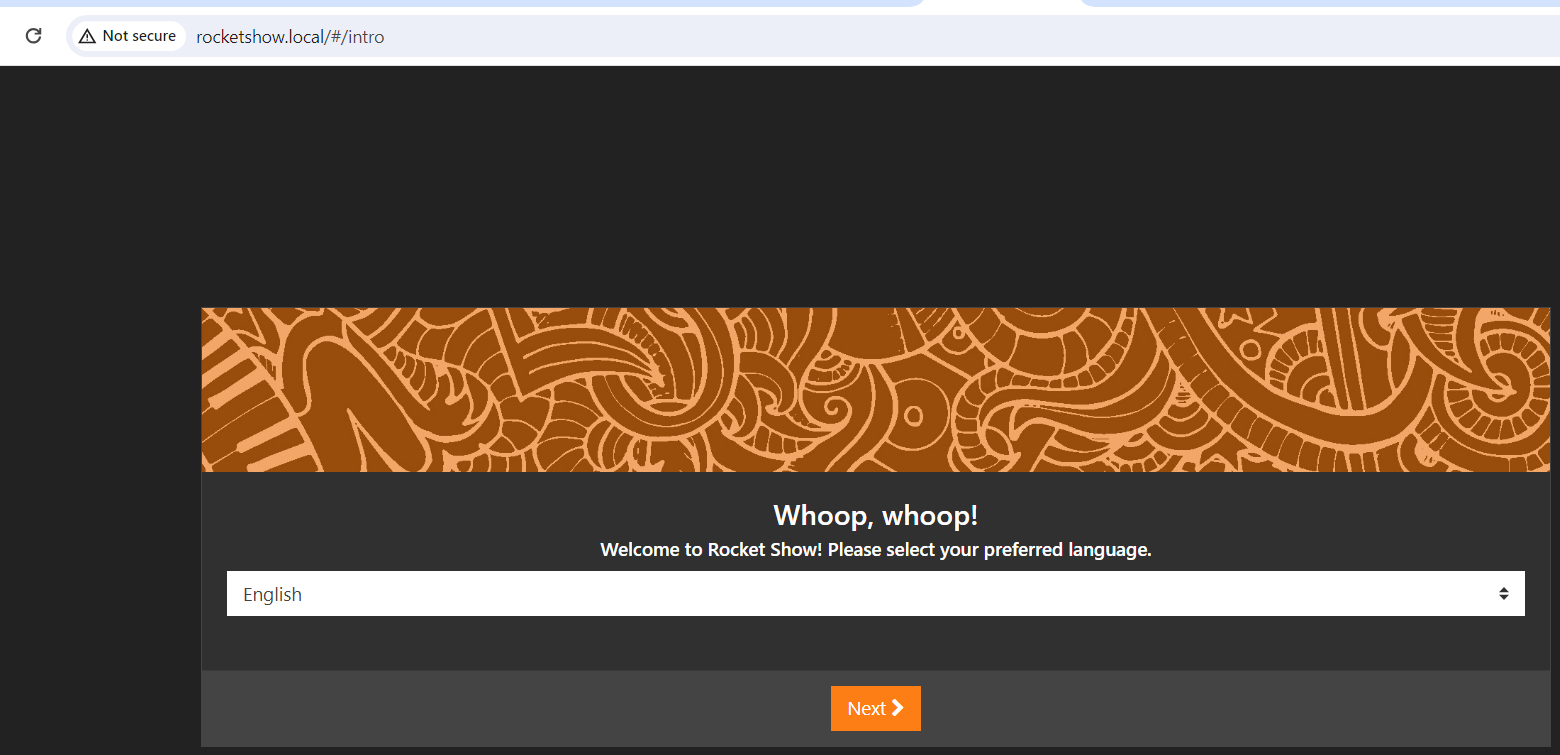 Not secure rocketshow.local/#/intro
Whoop, whoop!
Welcome to Rocket Show! Please select your preferred language.
English
Next